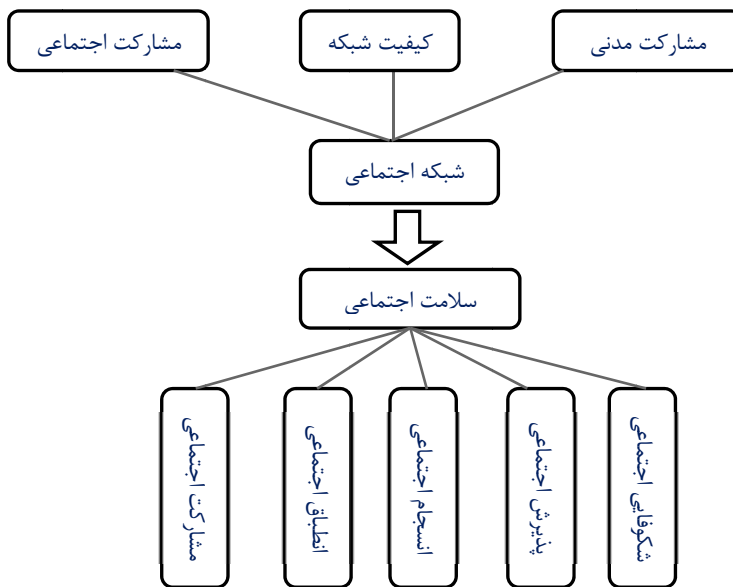 مشارکت مدنی
کیفیت شبکه
مشارکت اجتماعی
شبکه اجتماعی
سلامت اجتماعی
شکوفایی اجتماعی
پذیرش اجتماعی
انسجام اجتماعی
انطباق اجتماعی
مشارکت اجتماعی